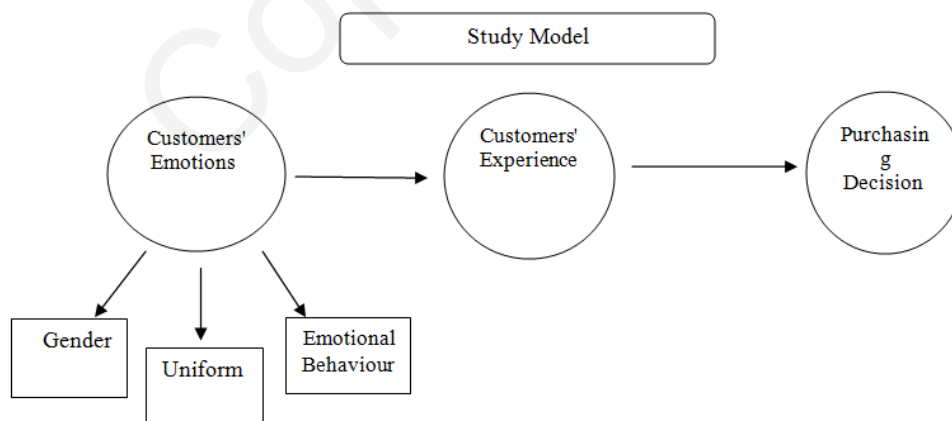 Study Model
Customers'
Emotions
Customers'
Experience
Purchasin
g
Decision
Gender
Uniform
Emotional
Behaviour